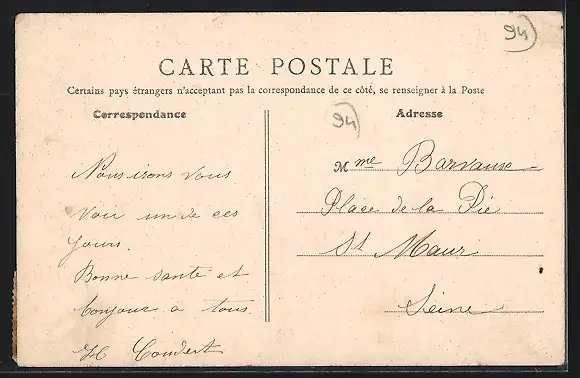 94
CARTE POSTALE
Certains pays étrangers n'acceptant pas la correspondance de ce côté, se renseigner à la Poste
Correspondance
Nous irons vous
voir un de ces
jours.
Bonne santé et
bonjour a tous
94
Adresse
Mme Barvaux
Place de la Pie
St Maur
Seine